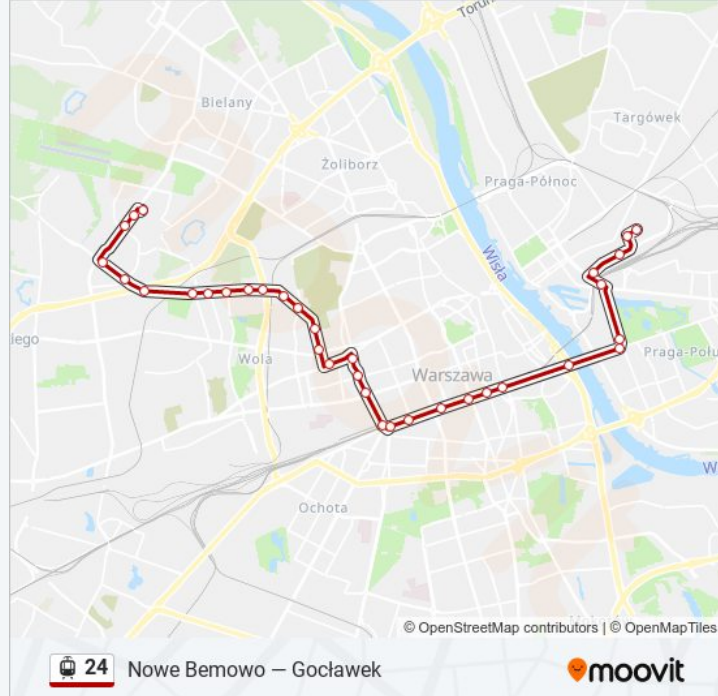 Toruń
Bielany
Targówek
Żoliborz
Praga-Północ
Wisła
iego
Wola
Warszawa
Praga-Połu
W
Ochota
© OpenStreetMap contributors | © OpenMapTiles
24 Nowe Bemowo — Gocławek
moovit